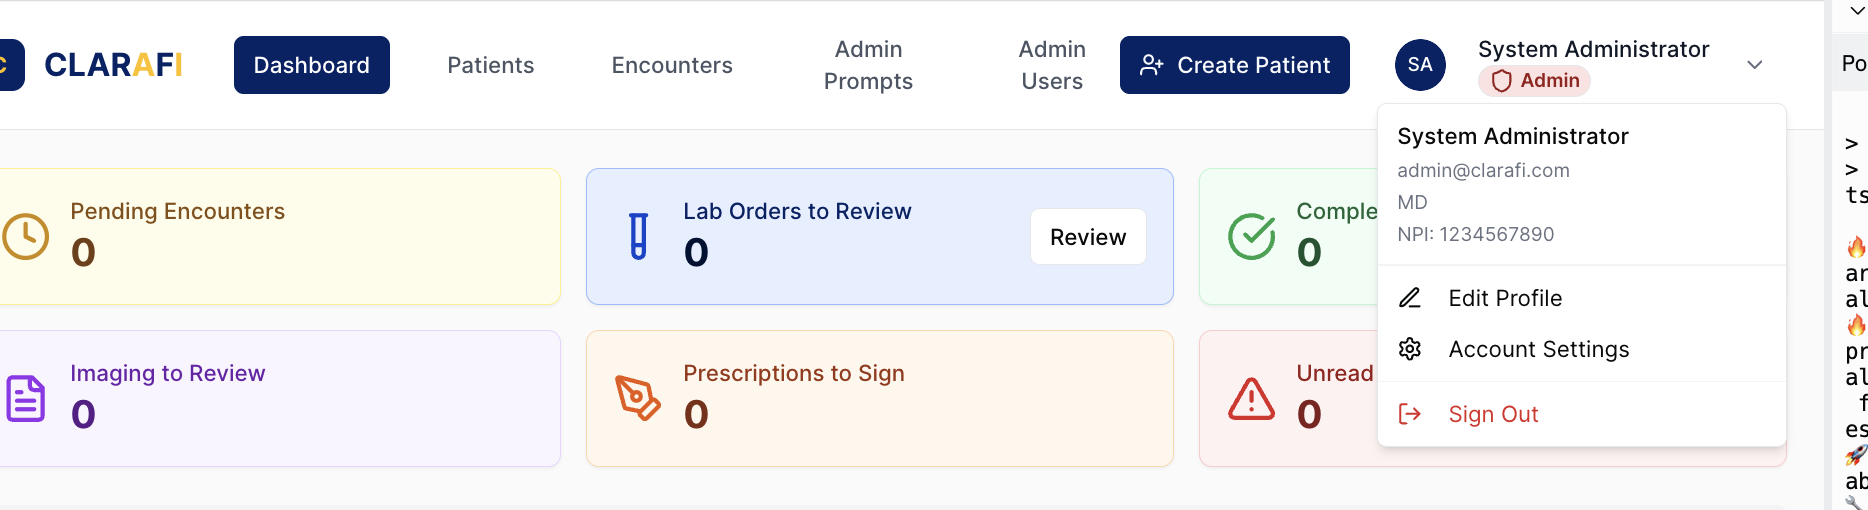 C
CLARAFI
Dashboard
Patients
Encounters
Admin
Prompts
Admin
Users
Create Patient
SA
System Administrator
Admin
Po
System Administrator
admin@clarafi.com
MD
NPI: 1234567890
Edit Profile
Account Settings
Sign Out
Pending Encounters
0
Lab Orders to Review
0
Review
Comple
0
Imaging to Review
0
Prescriptions to Sign
0
Unread
0
>
>
ts
🔥
ar
al
🔥
pr
al
f
es
🚀
ab
🔧